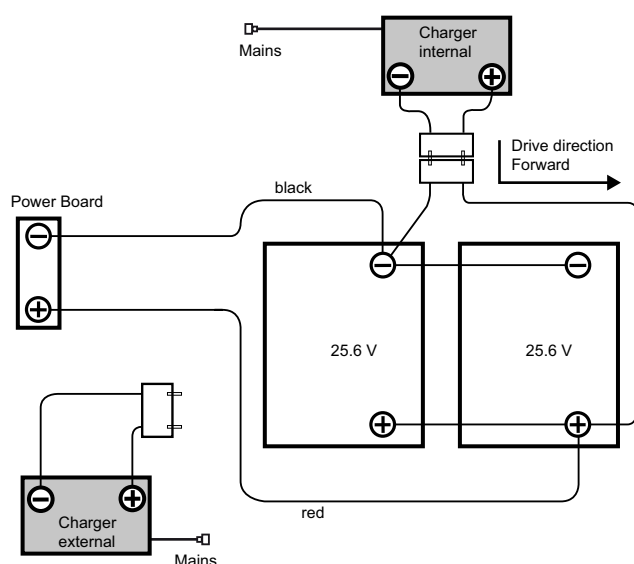 Charger
internal
Mains
Drive direction
Forward
black
Power Board
25.6 V
25.6 V
red
Charger
external
Mains